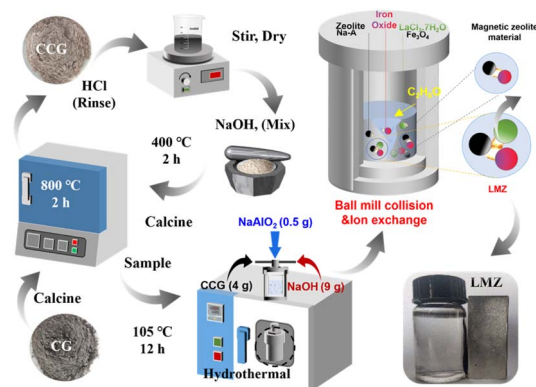 CCG
HCl
(Rinse)
Stir, Dry
NaOH, (Mix)
400 ℃
2 h
800 ℃
2 h
Calcine
Sample
Calcine
CG
105 ℃
12 h
NaAlO₂ (0.5 g)
CCG (4 g)
NaOH (9 g)
Hydrothermal
Zeolite
Na-A
Iron
Oxide
LaCl₃.7H₂O
Fe₃O₄
Magnetic zeolite
material
LMZ
Ball mill collision
&Ion exchange
LMZ